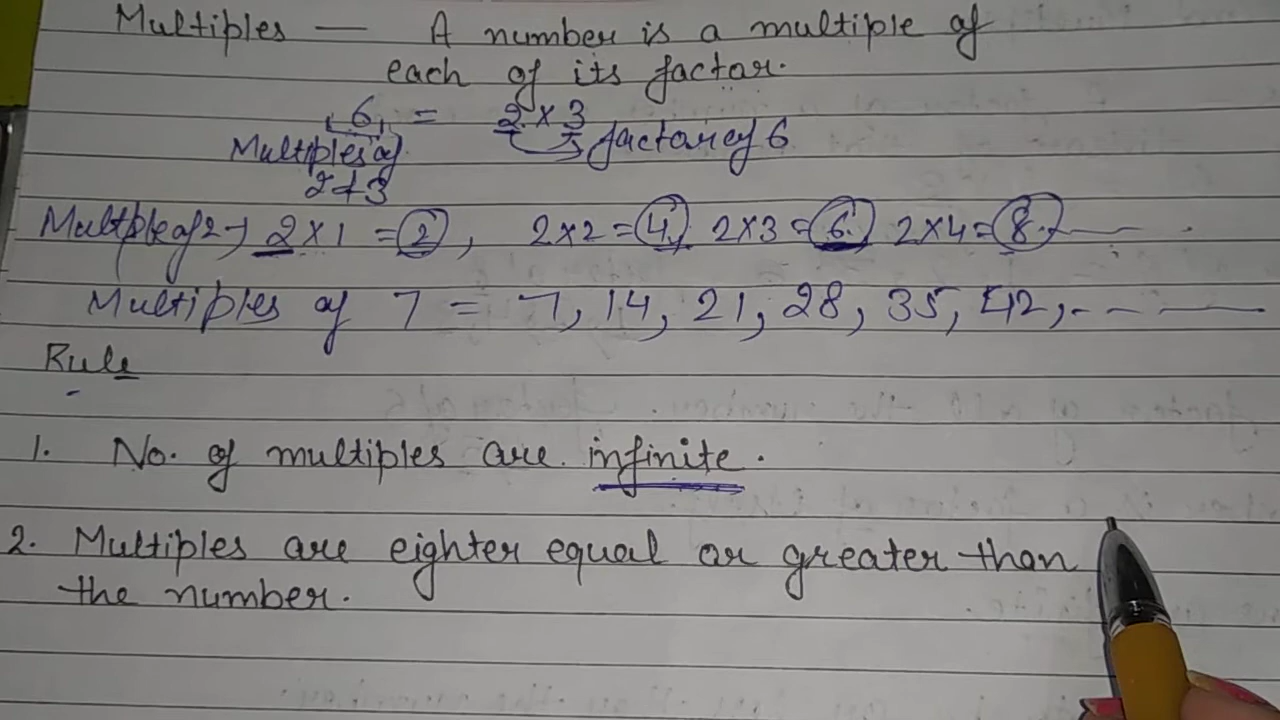 Multiples — A number is a multiple of
each of its factor.
6 = 2 × 3
Multiples of factor of 6
2 & 3
Multiple of 2 → 2×1 = 2, 2×2 = 4, 2×3 = 6, 2×4 = 8, ——
Multiples of 7 = 7, 14, 21, 28, 35, 42, - - ——
Rule
1. No. of multiples are infinite.
2. Multiples are eighter equal or greater than
the number.